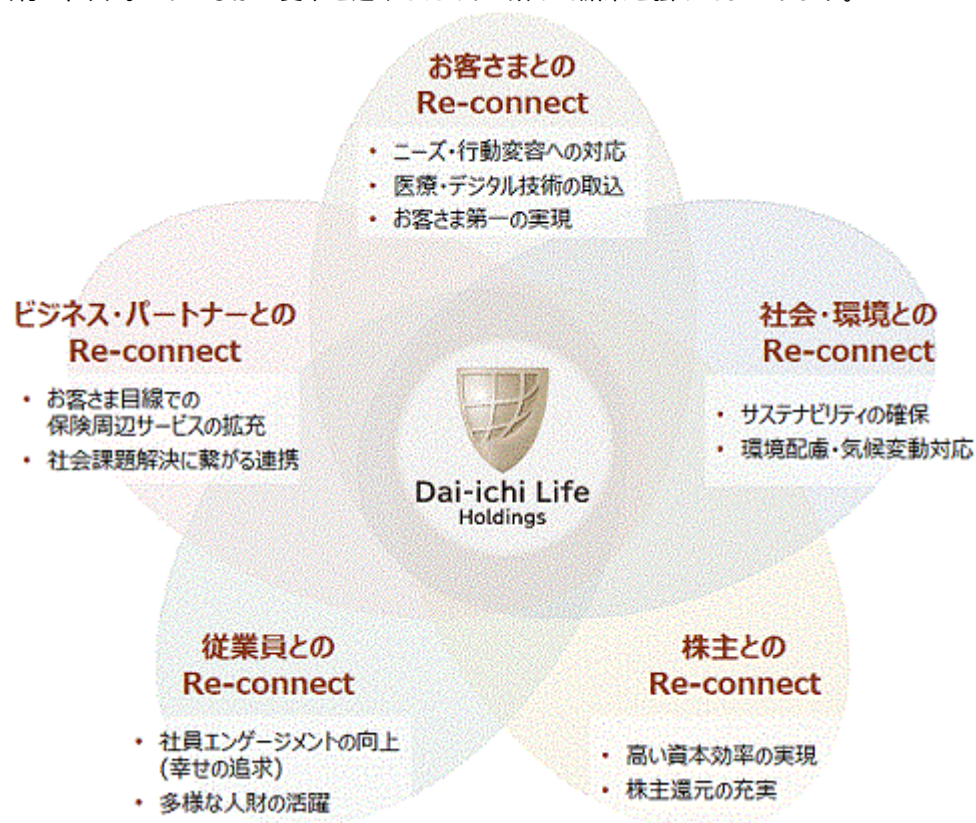 お客さまとの
Re-connect
・ニーズ・行動変容への対応
・医療・デジタル技術の取込
・お客さま第一の実現
ビジネス・パートナーとの
Re-connect
・お客さま目線での
保険周辺サービスの拡充
・社会課題解決に繋がる連携
社会・環境との
Re-connect
・サステナビリティの確保
・環境配慮・気候変動対応
Dai-ichi Life
Holdings
従業員との
Re-connect
・社員エンゲージメントの向上
(幸せの追求)
・多様な人財の活躍
株主との
Re-connect
・高い資本効率の実現
・株主還元の充実